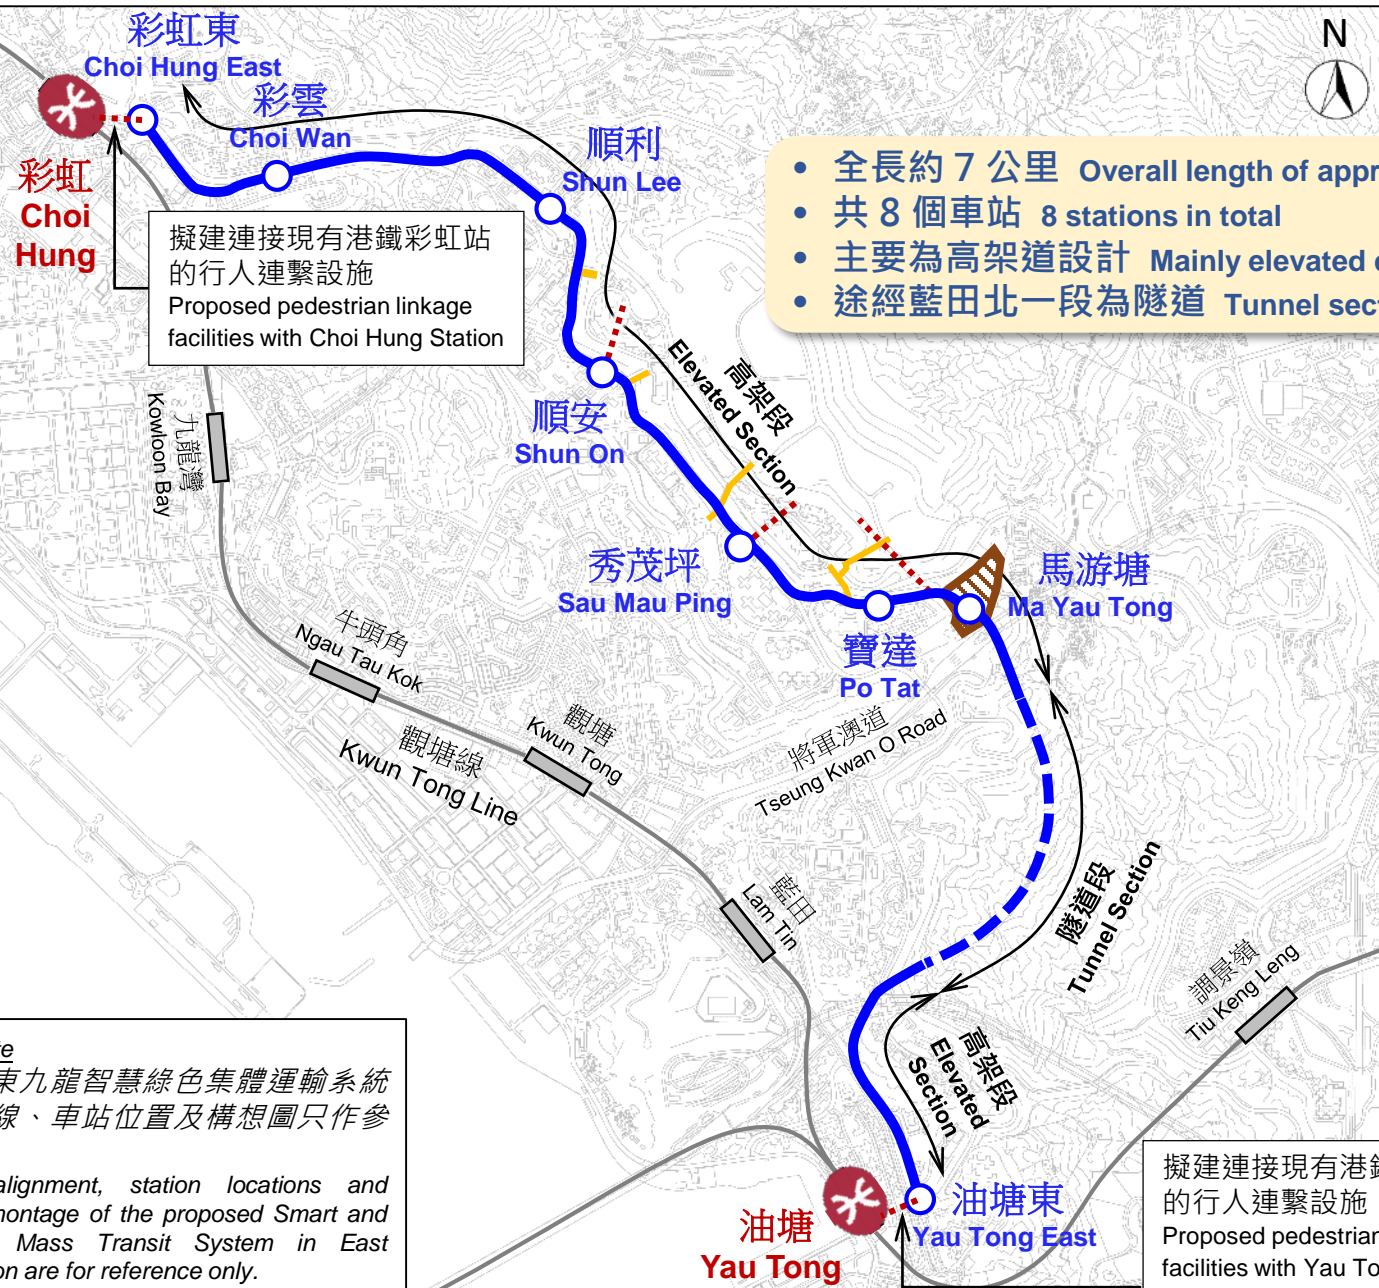 彩虹東
Choi Hung East
N
彩雲
Choi Wan
順利
Shun Lee
彩虹
Choi
Hung
• 全長約 7 公里 Overall length of
• 共 8 個車站 8 stations in total
• 主要為高架道設計 Mainly elevated
• 途經藍田北一段為隧道 Tunnel
擬建連接現有港鐵彩虹站
的行人連繫設施
Proposed pedestrian linkage
facilities with Choi Hung Station
高架段
Elevated Section
順安
Shun On
九龍灣
Kowloon Bay
秀茂坪
Sau Mau Ping
馬游塘
Ma Yau Tong
寶達
Po Tat
牛頭角
Ngau Tau Kok
觀塘
Kwun Tong
觀塘線
Kwun Tong Line
將軍澳道
Tseung Kwan O Road
藍田
Lam Tin
隧道段
Tunnel Section
調景嶺
Tiu Keng Leng
高架段
Elevated
Section
東九龍智慧綠色集體運輸系統
線、車站位置及構想圖只作參
alignment, station locations and
montage of the proposed Smart and
Mass Transit System in East
on are for reference only.
油塘
Yau Tong
油塘東
Yau Tong East
擬建連接現有港
的行人連繫設施
Proposed pedestrian
facilities with Yau